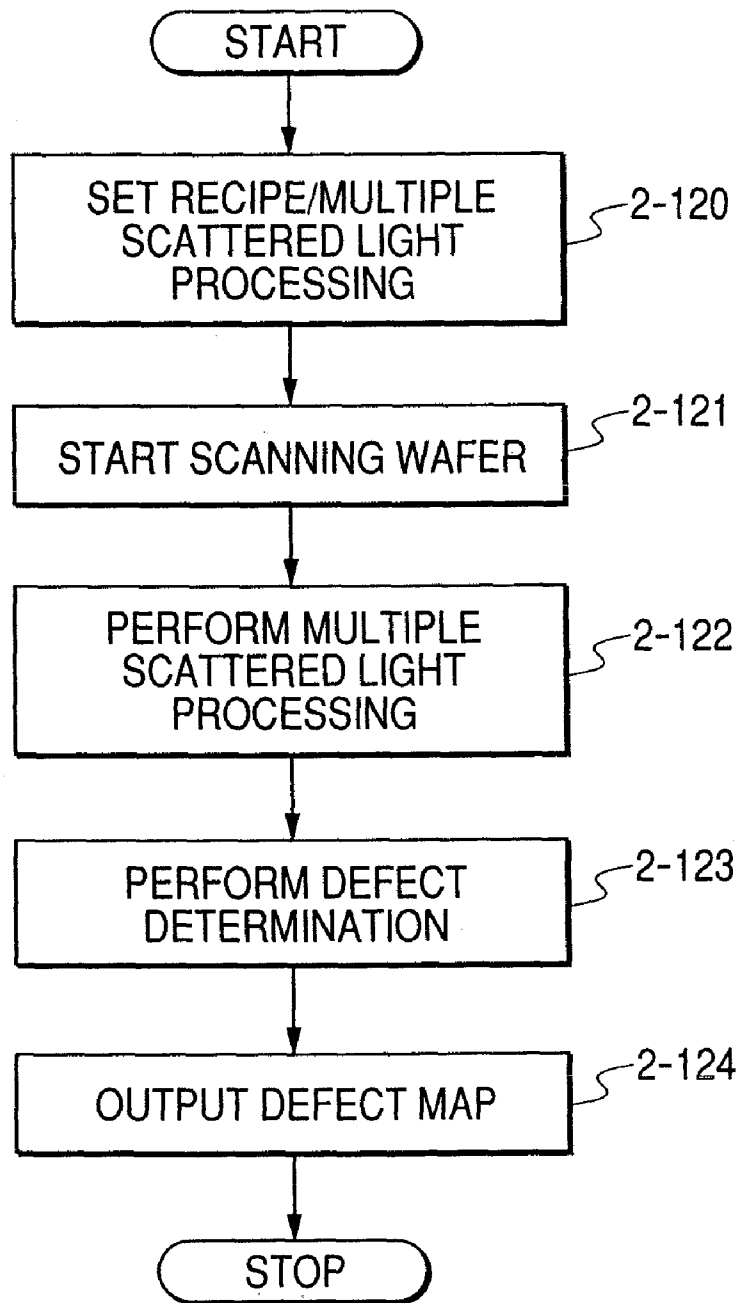 START
SET RECIPE/MULTIPLE
SCATTERED LIGHT
PROCESSING
2-120
START SCANNING WAFER
2-121
PERFORM MULTIPLE
SCATTERED LIGHT
PROCESSING
2-122
PERFORM DEFECT
DETERMINATION
2-123
OUTPUT DEFECT MAP
2-124
STOP